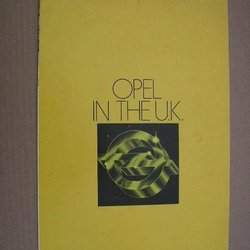 OPEL
IN THE U.K.